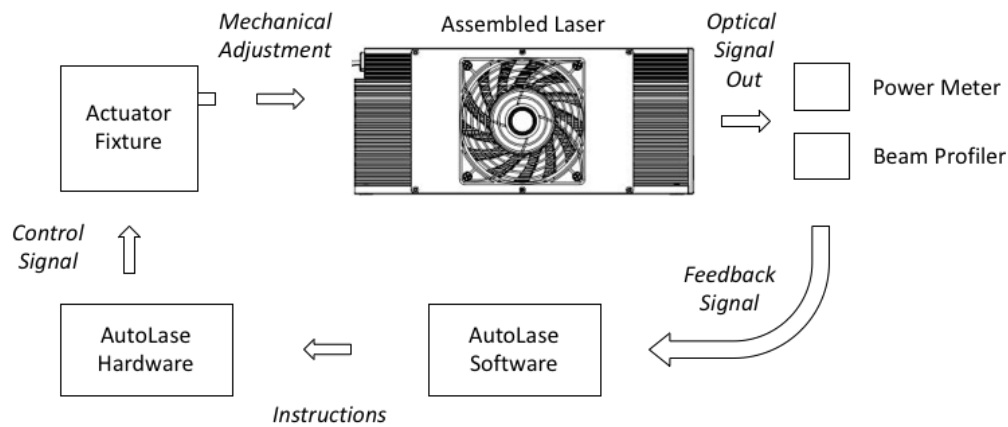 Mechanical
Adjustment
Assembled Laser
Optical
Signal
Out
Actuator
Fixture
Power Meter
Beam Profiler
Control
Signal
Feedback
Signal
AutoLase
Hardware
AutoLase
Software
Instructions